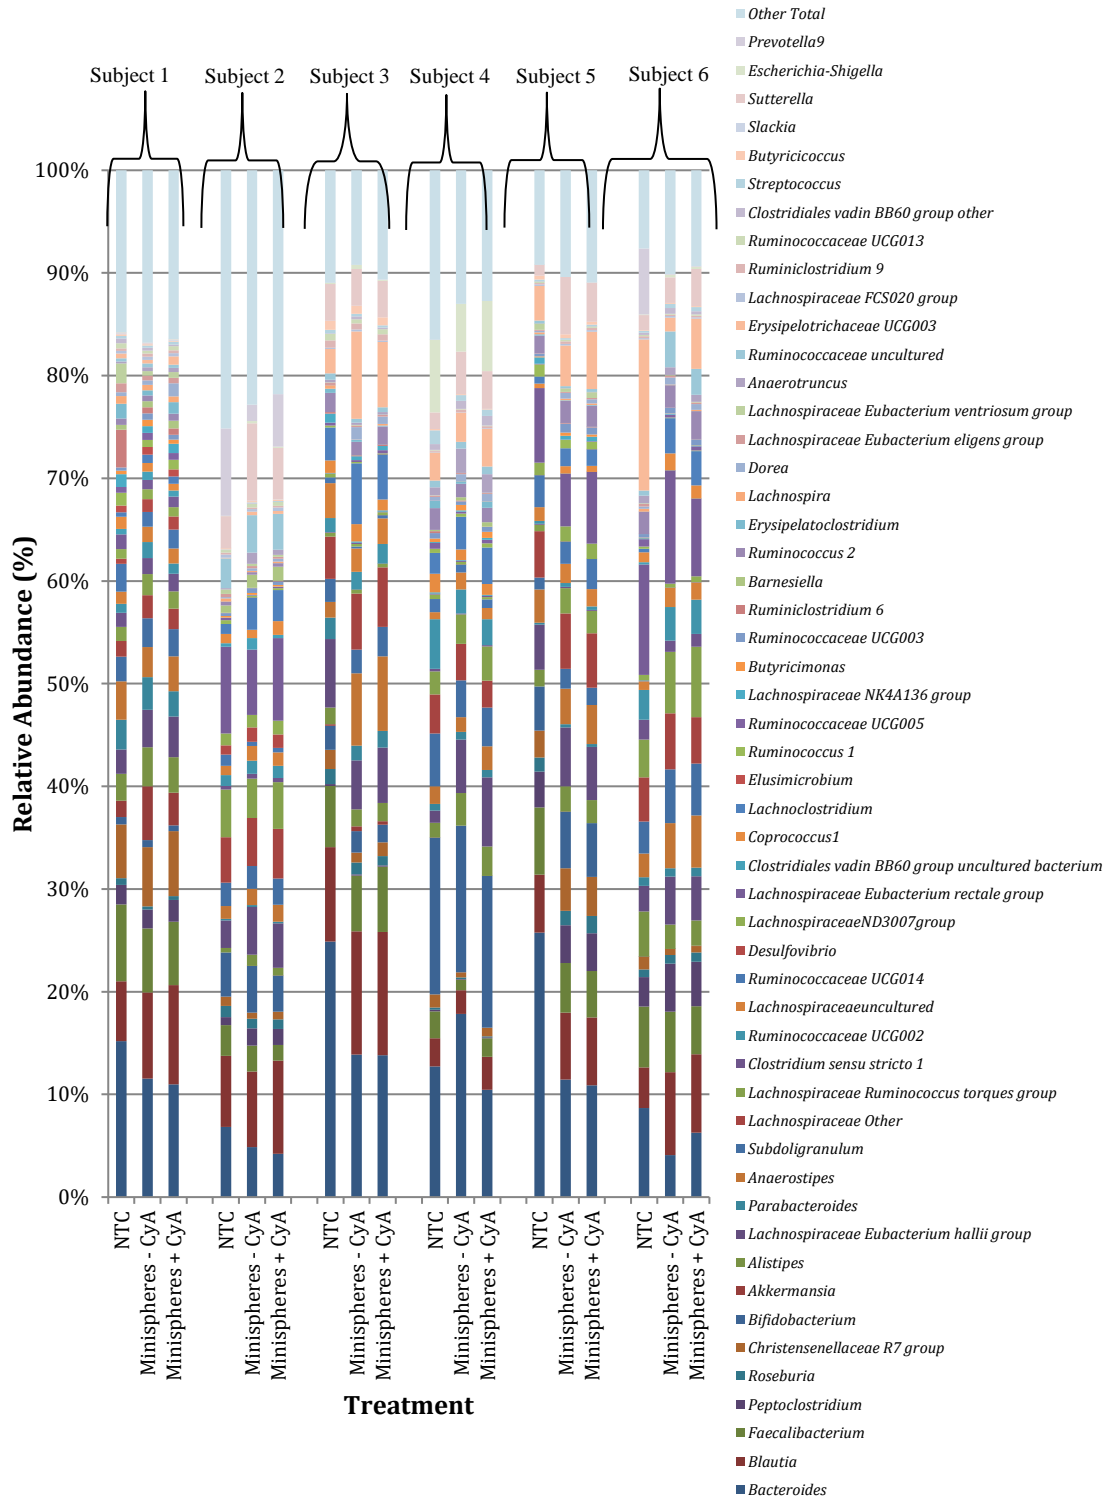 Subject 1
Subject 2
Subject 3
Subject 4
Subject 5
Subject 6
Relative Abundance (%)
100%
90%
80%
70%
60%
50%
40%
30%
20%
10%
0%
NTC
Minispheres - CyA
Minispheres + CyA
NTC
Minispheres - CyA
Minispheres + CyA
NTC
Minispheres - CyA
Minispheres + CyA
NTC
Minispheres - CyA
Minispheres + CyA
NTC
Minispheres - CyA
Minispheres + CyA
NTC
Minispheres - CyA
Minispheres + CyA
Treatment
Other Total
Prevotella9
Escherichia-Shigella
Sutterella
Slackia
Butyricicoccus
Streptococcus
Clostridiales vadin BB60 group other
Ruminococcaceae UCG013
Ruminiclostridium 9
Lachnospiraceae FCS020 group
Erysipelotrichaceae UCG003
Ruminococcaceae uncultured
Anaerotruncus
Lachnospiraceae Eubacterium ventriosum group
Lachnospiraceae Eubacterium eligens group
Dorea
Lachnospira
Erysipelatoclostridium
Ruminococcus 2
Barnesiella
Ruminiclostridium 6
Ruminococcaceae UCG003
Butyricimonas
Lachnospiraceae NK4A136 group
Ruminococcaceae UCG005
Ruminococcus 1
Elusimicrobium
Lachnoclostridium
Coprococcus1
Clostridiales vadin BB60 group uncultured bacterium
Lachnospiraceae Eubacterium rectale group
LachnospiraceaeND3007group
Desulfovibrio
Ruminococcaceae UCG014
Lachnospiraceaeuncultured
Ruminococcaceae UCG002
Clostridium sensu stricto 1
Lachnospiraceae Ruminococcus torques group
Lachnospiraceae Other
Subdoligranulum
Anaerostipes
Parabacteroides
Lachnospiraceae Eubacterium hallii group
Alistipes
Akkermansia
Bifidobacterium
Christensenellaceae R7 group
Roseburia
Peptoclostridium
Faecalibacterium
Blautia
Bacteroides